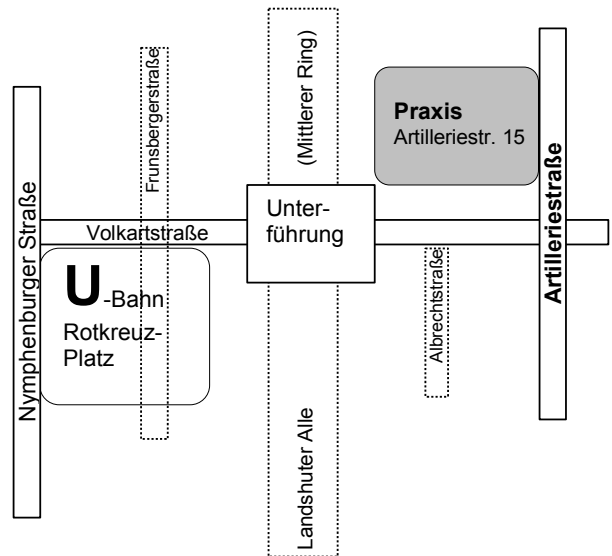 Frunsbergerstraße
(Mittlerer Ring)
Praxis
Artilleriestr. 15
Nymphenburger Straße
Volkartstraße
Unter-
führung
Artilleriestraße
U-Bahn
Rotkreuz-
Platz
Albrechtstraße
Landshuter Alle